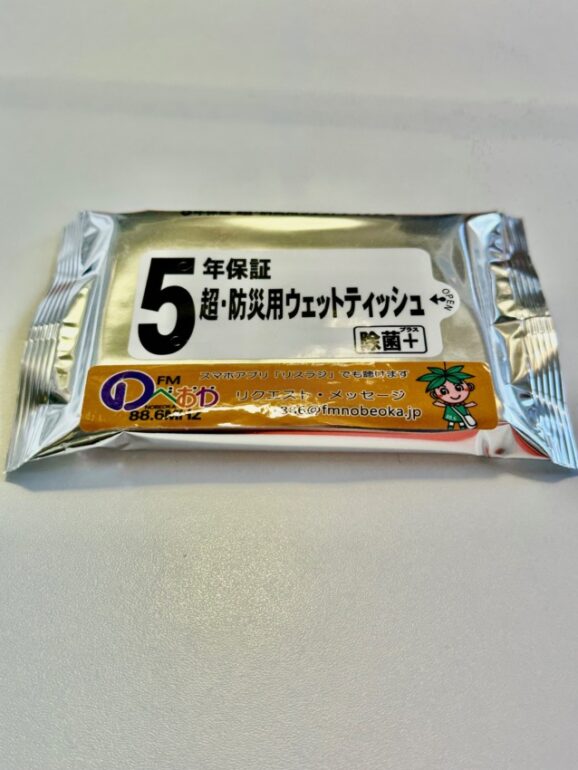 5年保証
超・防災用ウェットティッシュ
OPEN
除菌プラス+
スマホアプリ「リスラジ」でも聴けます
FM
のべおか
88.6MHZ
リクエスト・メッセージ
886@fmnobeoka.jp